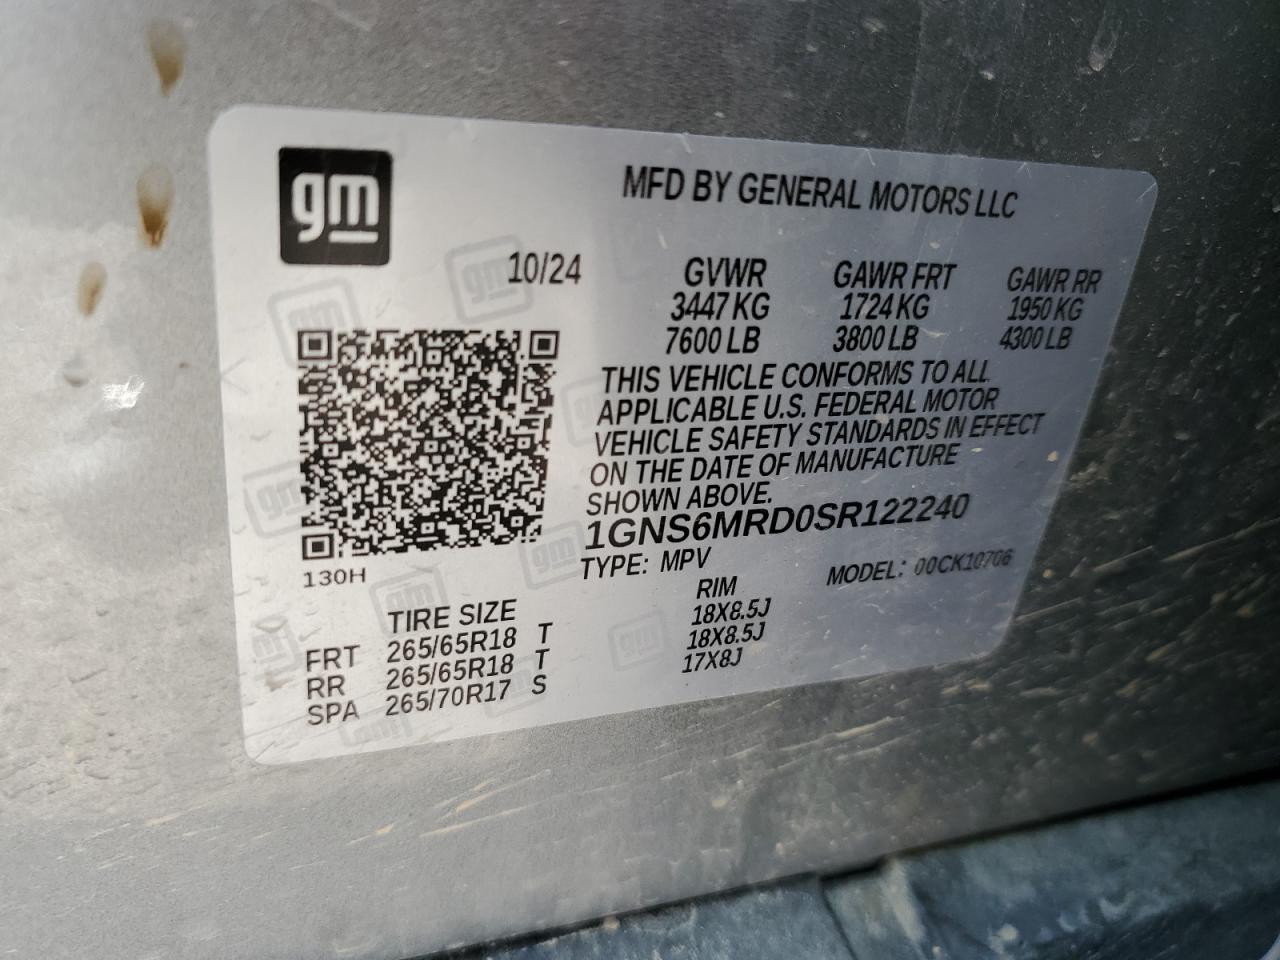 gm
MFD BY GENERAL MOTORS LLC
10/24
GVWR GAWR FRT GAWR RR
3447 KG 1724 KG 1950 KG
7600 LB 3800 LB 4300 LB
THIS VEHICLE CONFORMS TO ALL
APPLICABLE U.S. FEDERAL MOTOR
VEHICLE SAFETY STANDARDS IN EFFECT
ON THE DATE OF MANUFACTURE
SHOWN ABOVE.
1GNS6MRD0SR122240
TYPE: MPV MODEL: 00CK10706
130H
TIRE SIZE RIM
FRT 265/65R18 T 18X8.5J
RR 265/65R18 T 18X8.5J
SPA 265/70R17 S 17X8J